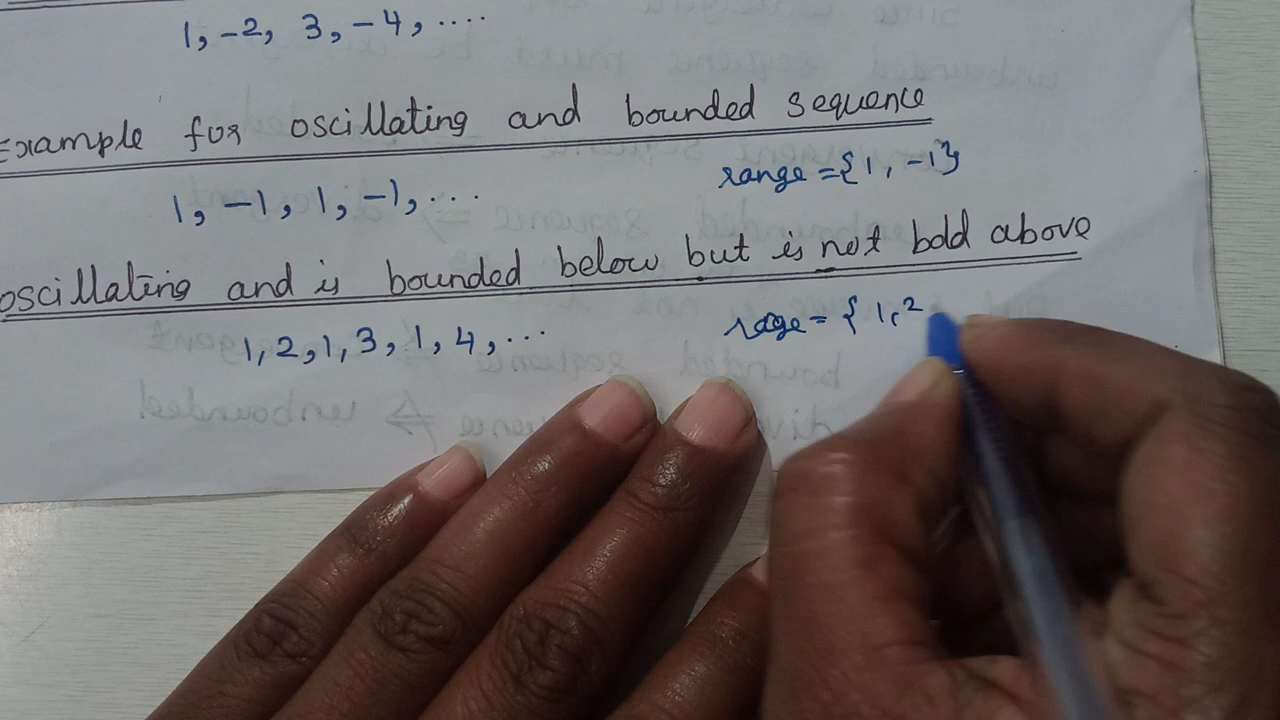 1, -2, 3, -4, ....
Example for oscillating and bounded sequence
1, -1, 1, -1, ... range = {1, -1}
oscillating and is bounded below but is not bdd above
1, 2, 1, 3, 1, 4, ... rage = { 1, 2